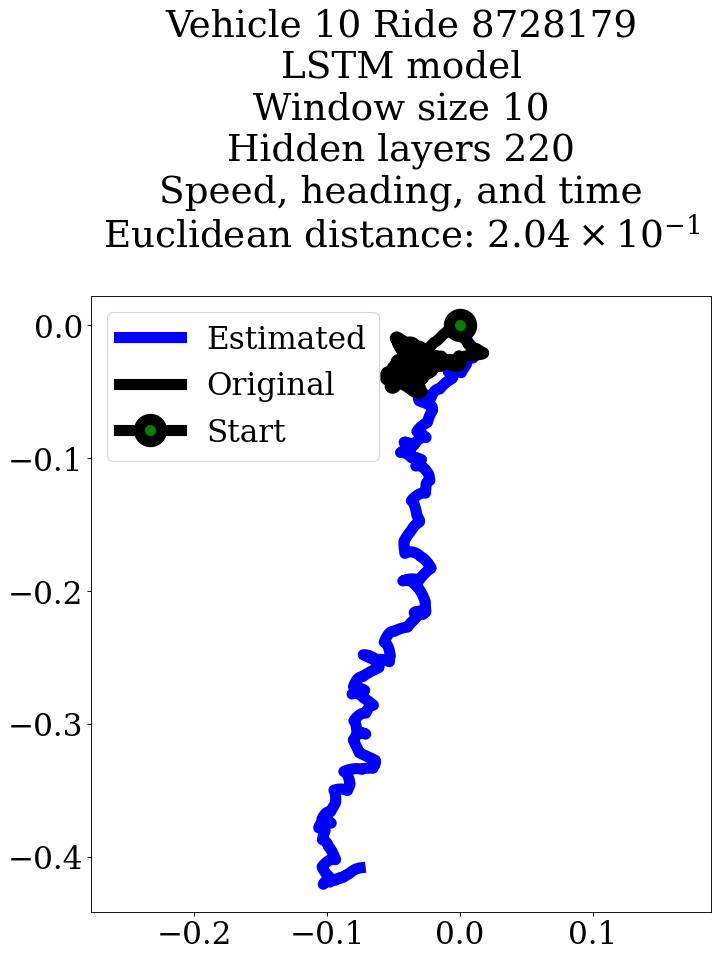 Vehicle 10 Ride 8728179
LSTM model
Window size 10
Hidden layers 220
Speed, heading, and time
Euclidean distance: 2.04 × 10⁻¹
Estimated
Original
Start
0.0
−0.1
−0.2
−0.3
−0.4
−0.2 −0.1 0.0 0.1